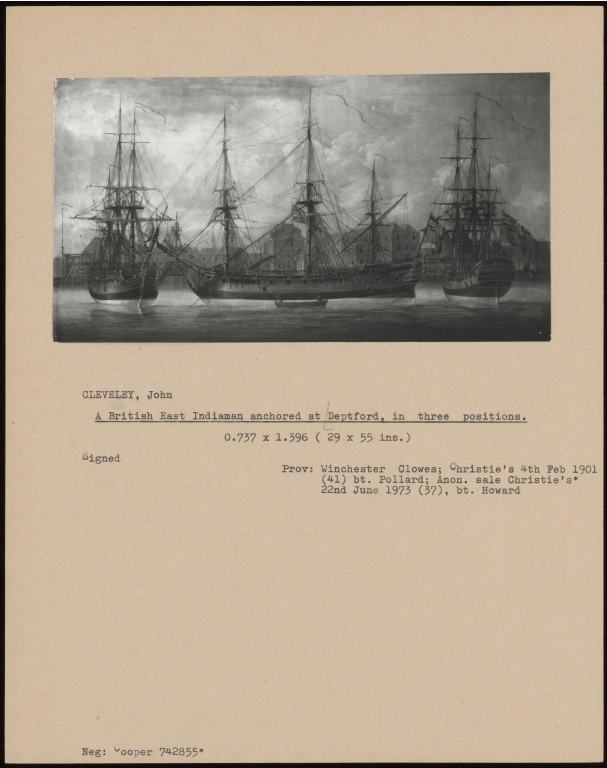 CLEVELEY, John
A British East Indiaman anchored at Deptford, in three positions.
0.737 x 1.396 ( 29 x 55 ins.)
Signed
Prov: Winchester Clowes; Christie's 4th Feb 1901
(41) bt. Pollard; Anon. sale Christie's*
22nd June 1973 (37), bt. Howard
Neg: Cooper 742855*